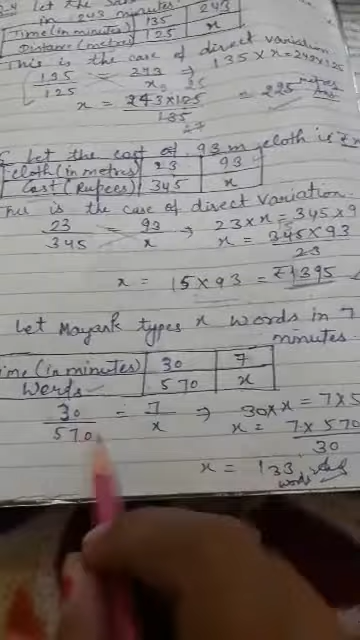 in 243 minutes.
Time (in minutes) 135 243
Distance (metres) 125 x
This is the case of direct variation
135/125 = 243/x ⇒ 135 × x = 243 × 125
x = 243 × 125 / 135 = 225 metres
25
27
Let the cost of 93 m cloth is ₹
cloth (in metres) 23 93
Cost (Rupees) 345 x
This is the case of direct variation.
23/345 = 93/x ⇒ 23 × x = 345 × 9
x = 345 × 93 / 23
x = 15 × 93 = ₹1395
Let Mayank types x words in 7
minutes.
Time (in minutes) 30 7
Words 570 x
30/570 = 7/x ⇒ 30 × x = 7 × 5
x = 7 × 570 / 30
x = 133 words